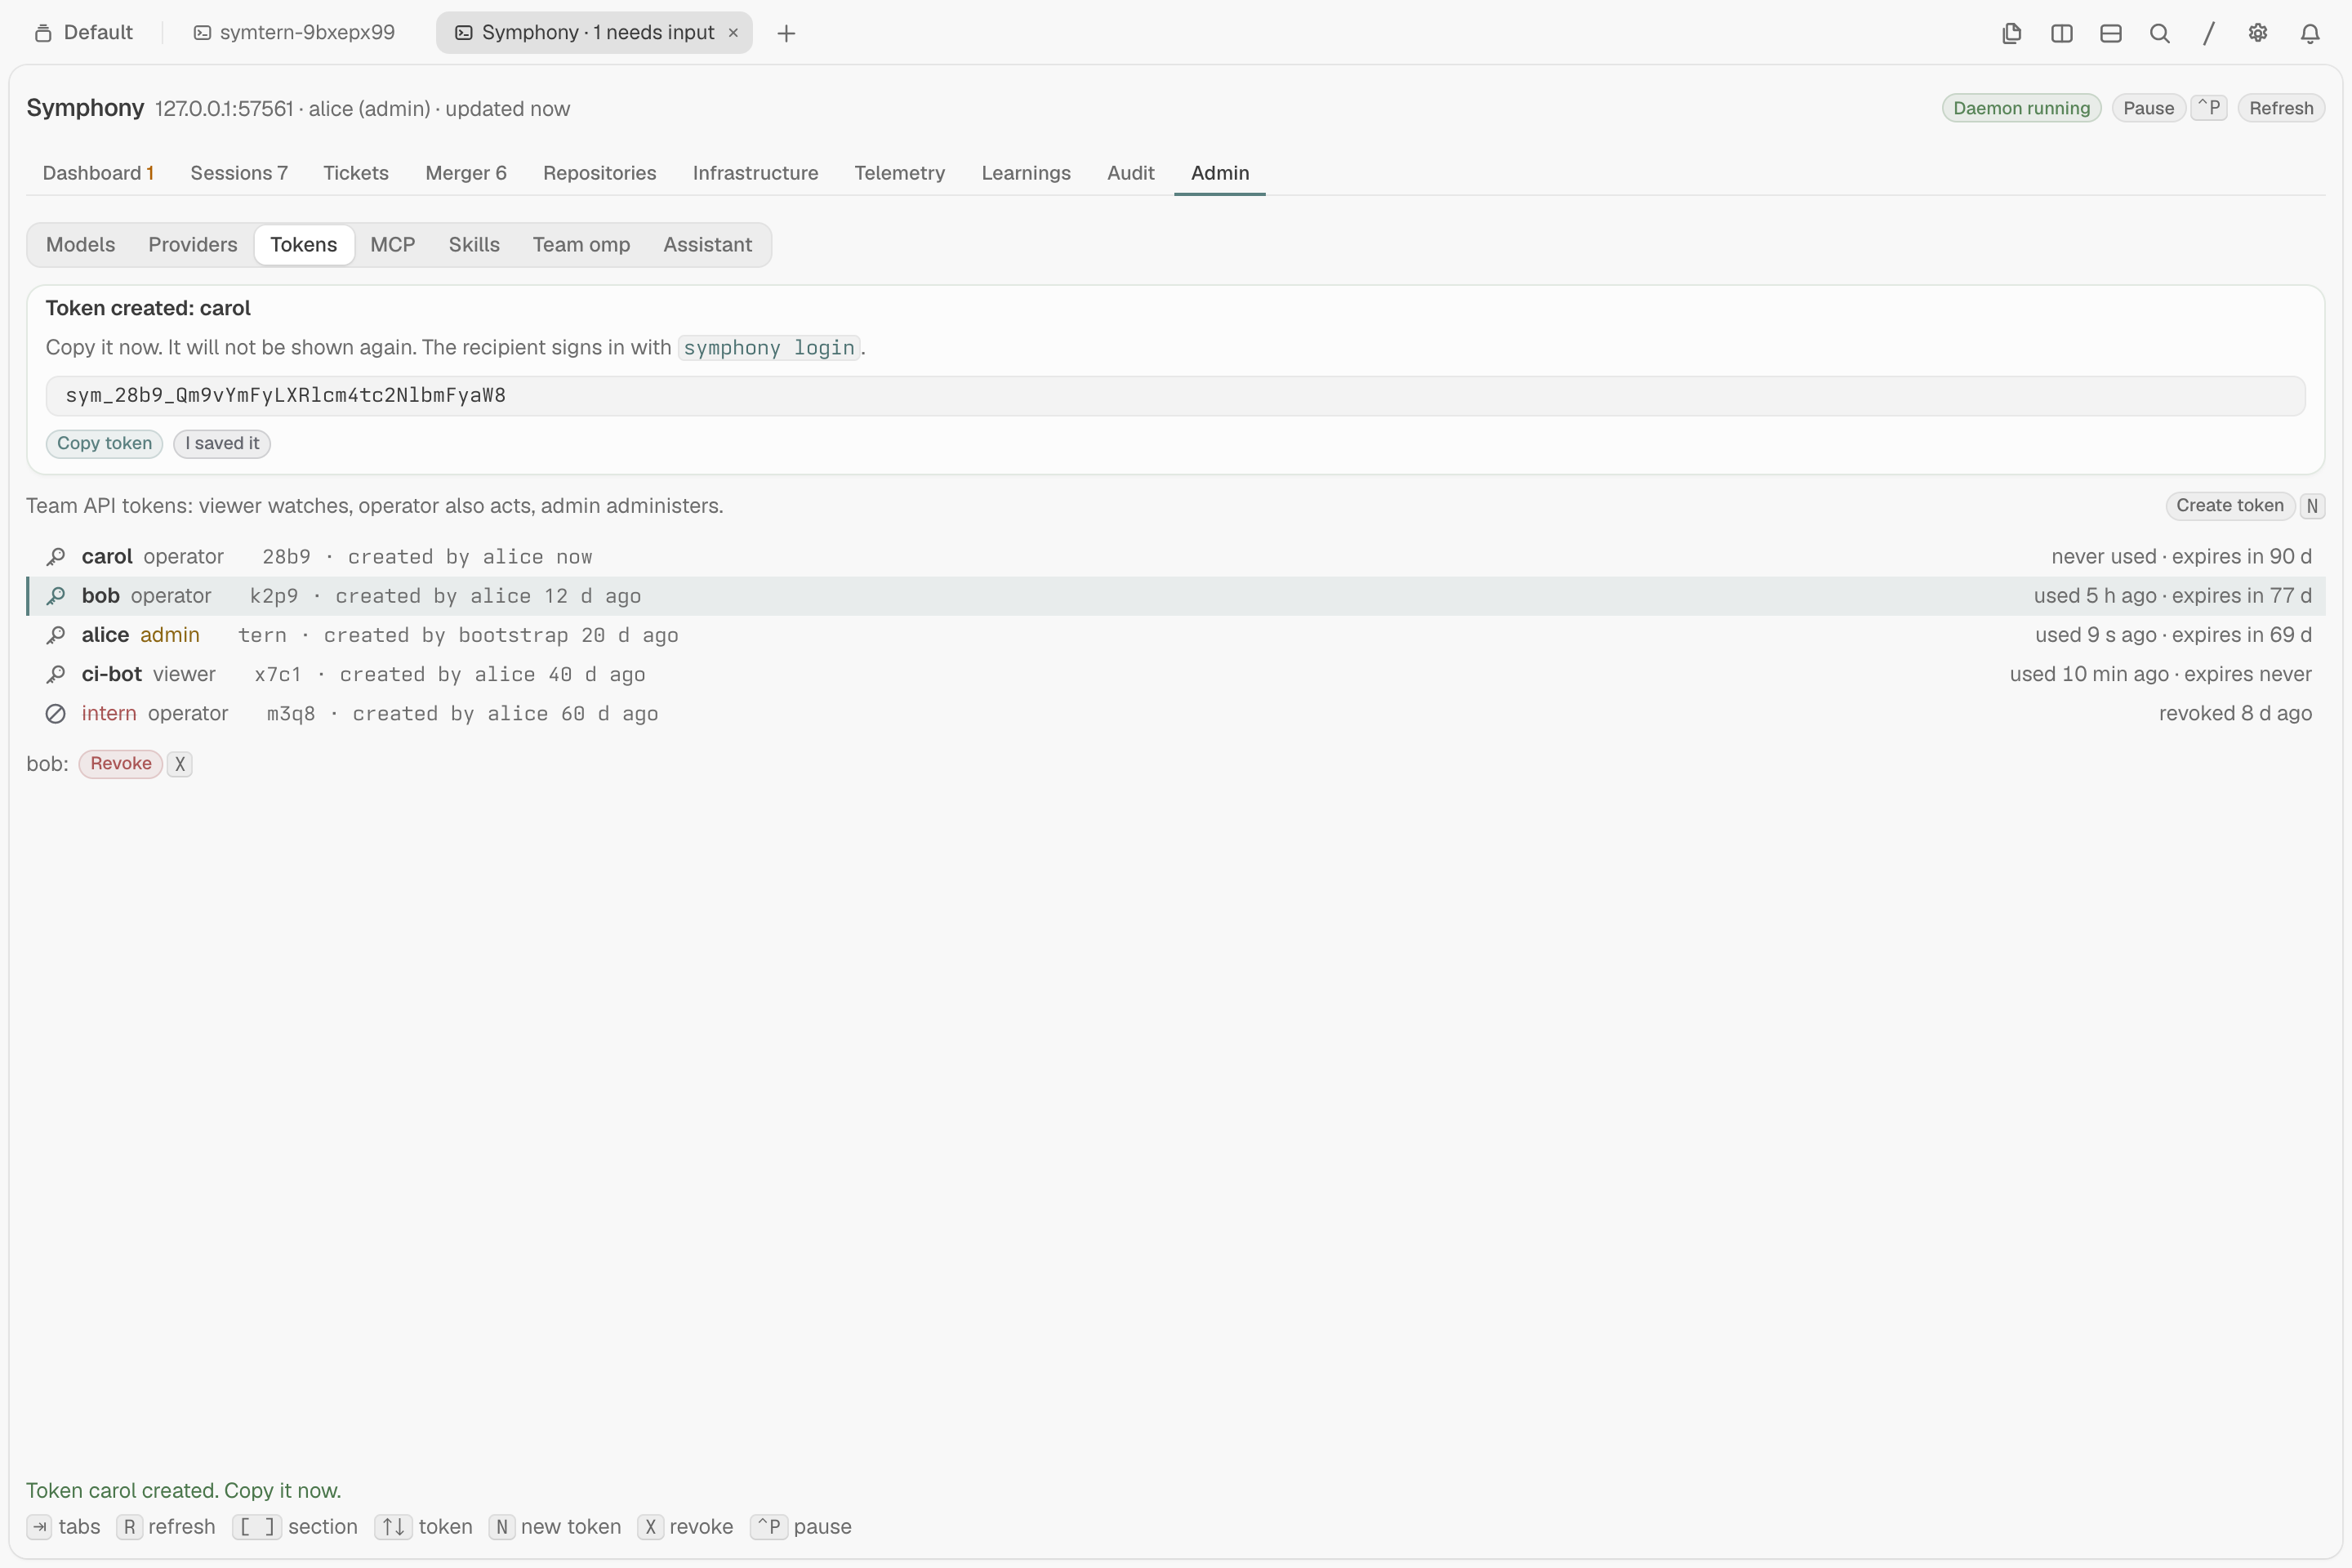 Default symtern-9bxepx99 Symphony · 1 needs input × +
Symphony 127.0.0.1:57561 · alice (admin) · updated now Daemon running Pause ^P Refresh
Dashboard 1 Sessions 7 Tickets Merger 6 Repositories Infrastructure Telemetry Learnings Audit Admin
Models Providers Tokens MCP Skills Team omp Assistant
Token created: carol
Copy it now. It will not be shown again. The recipient signs in with symphony login.
sym_28b9_Qm9vYmFyLXRlcm4tc2NlbmFyaW8
Copy token I saved it
Team API tokens: viewer watches, operator also acts, admin administers. Create token N
carol operator 28b9 · created by alice now never used · expires in 90 d
bob operator k2p9 · created by alice 12 d ago used 5 h ago · expires in 77 d
alice admin tern · created by bootstrap 20 d ago used 9 s ago · expires in 69 d
ci-bot viewer x7c1 · created by alice 40 d ago used 10 min ago · expires never
intern operator m3q8 · created by alice 60 d ago revoked 8 d ago
bob: Revoke X
Token carol created. Copy it now.
⇥ tabs R refresh [ ] section ↑↓ token N new token X revoke ^P pause